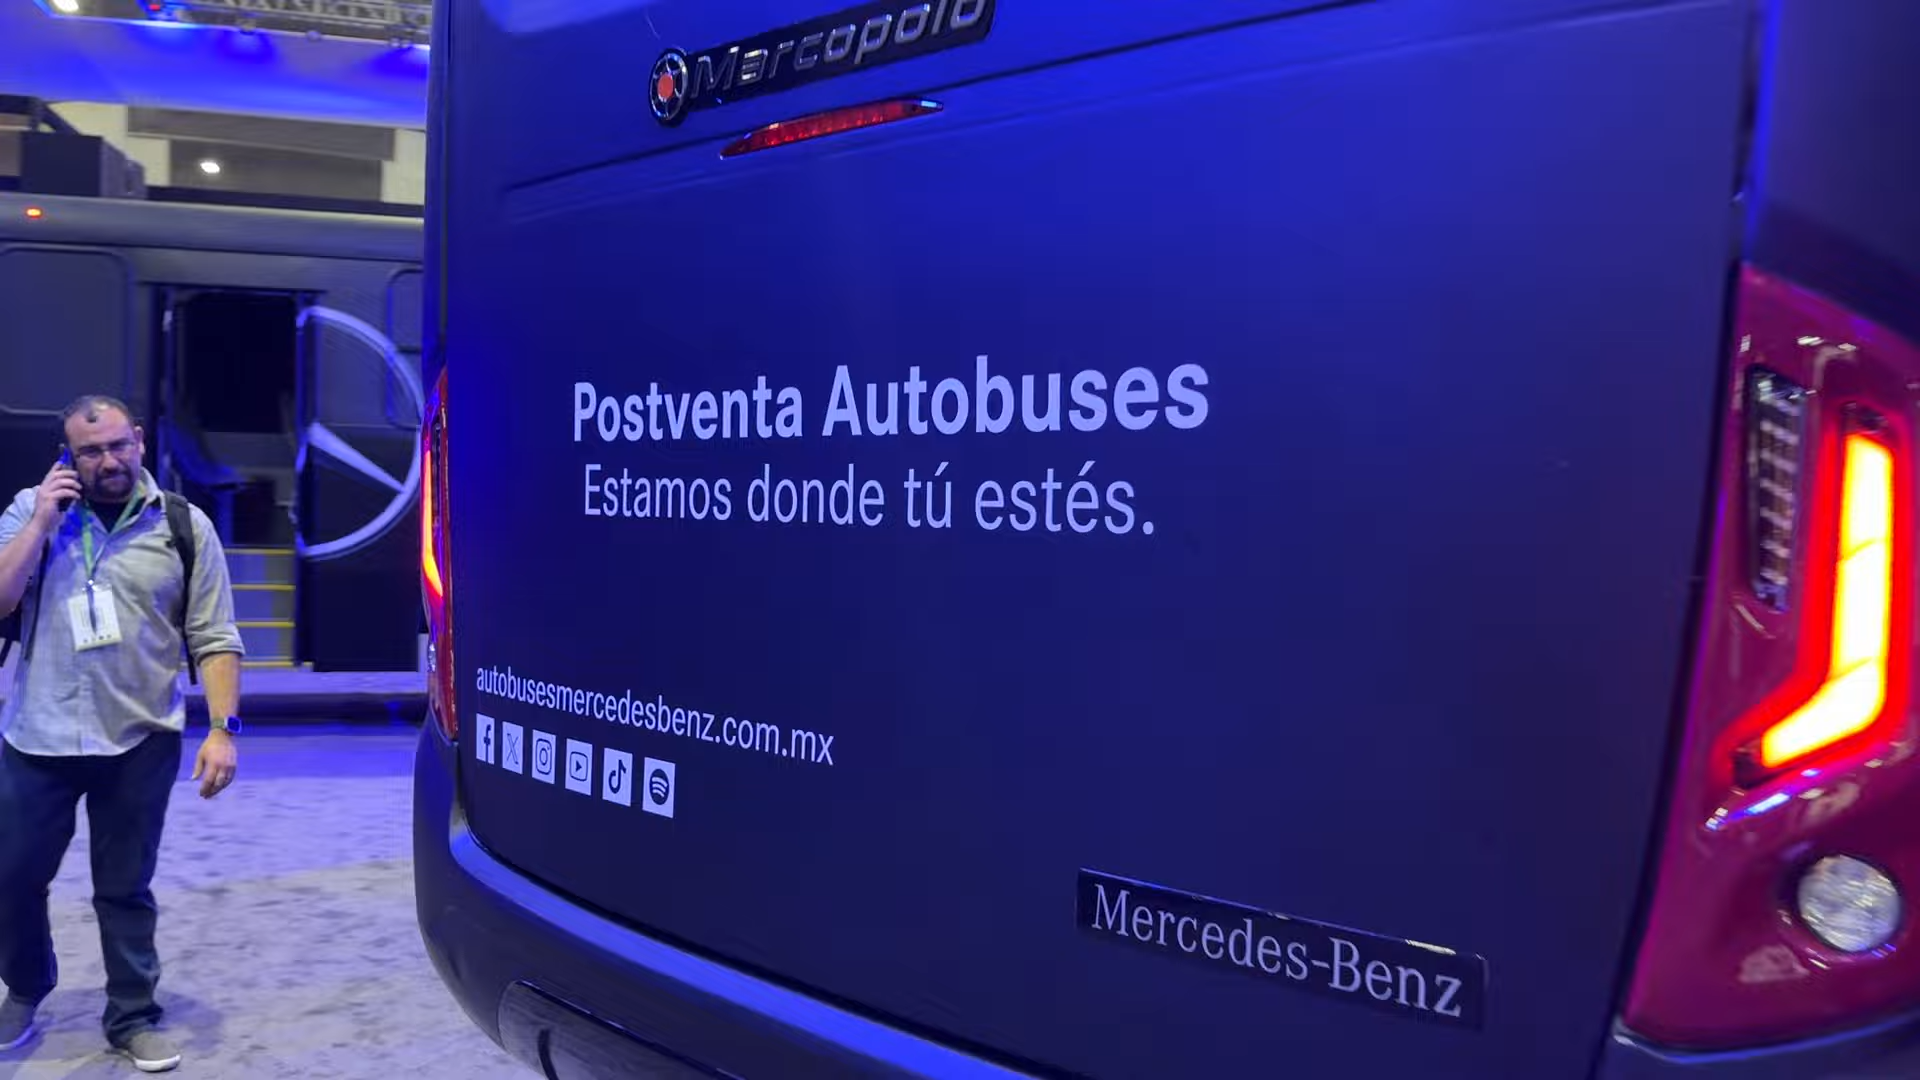 Marcopolo
Postventa Autobuses
Estamos donde tú estés.
autobusesmercedesbenz.com.mx
Mercedes-Benz